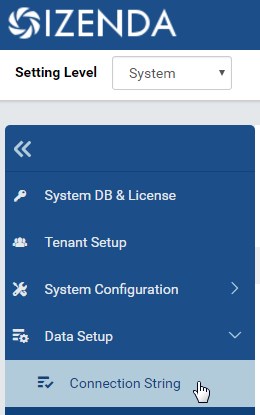 IZENDA
Setting Level System
System DB & License
Tenant Setup
System Configuration
Data Setup
Connection String